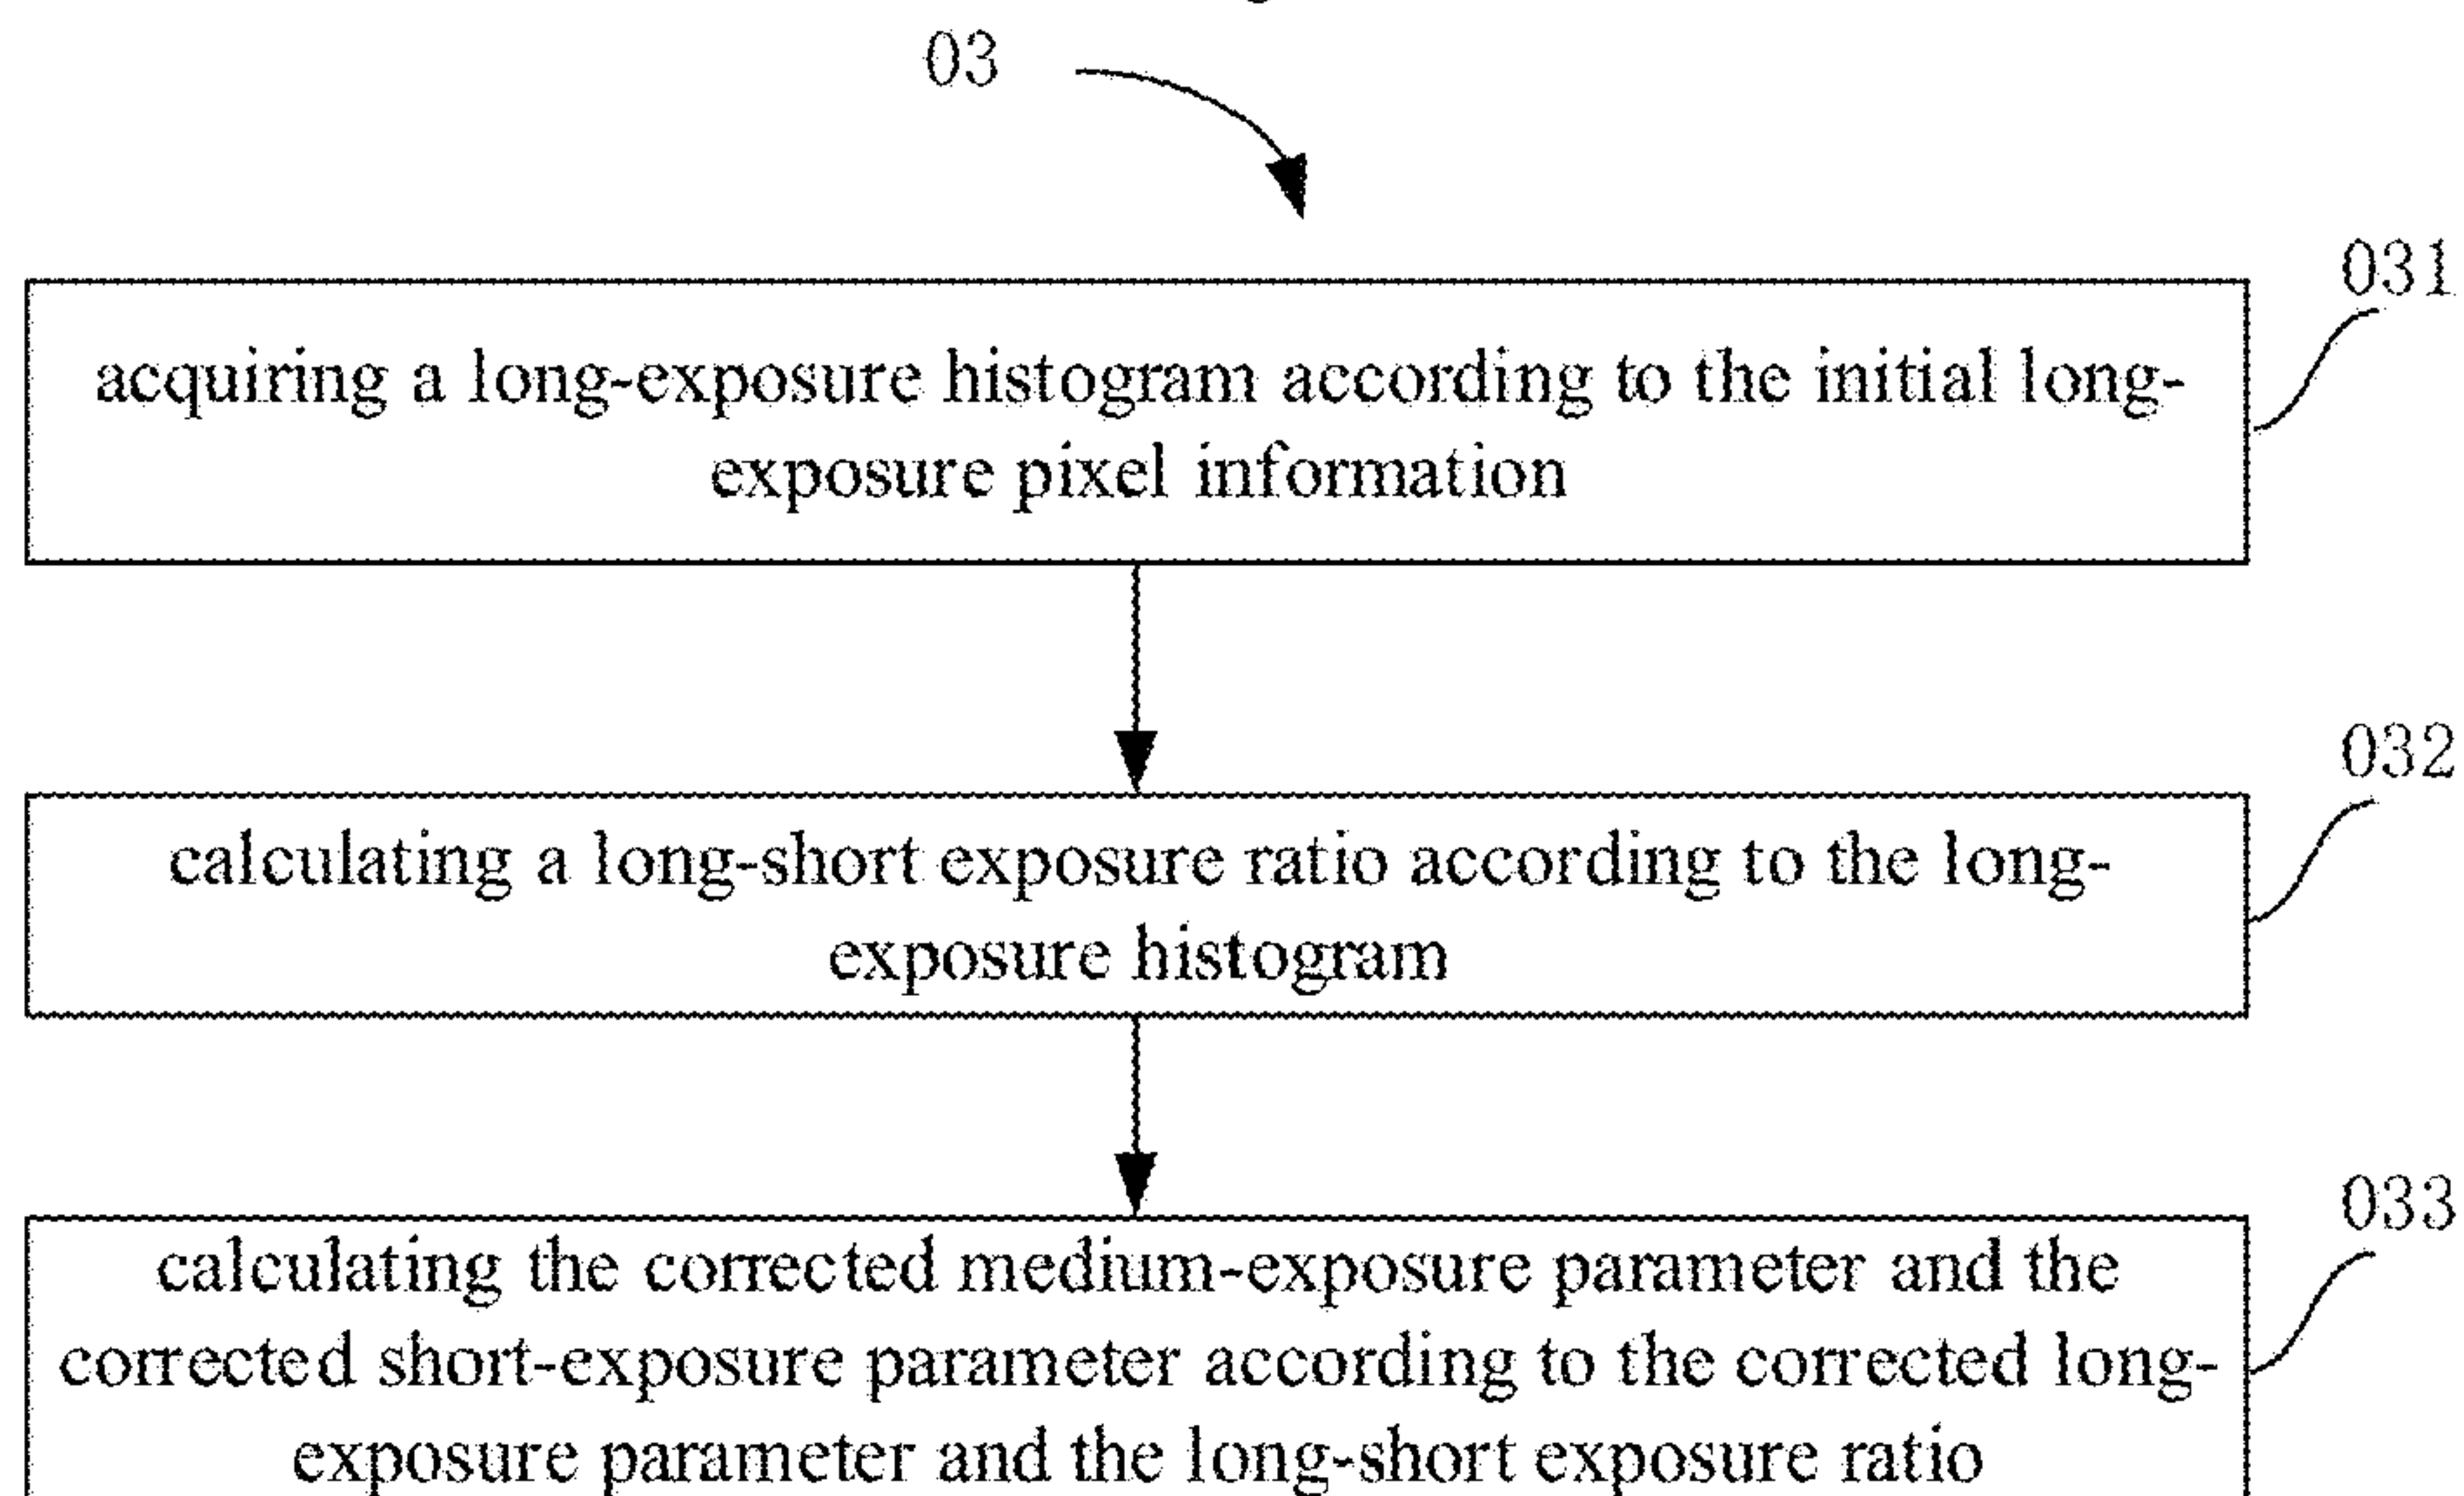 03
031
acquiring a long-exposure histogram according to the initial long-
exposure pixel information
032
calculating a long-short exposure ratio according to the long-
exposure histogram
033
calculating the corrected medium-exposure parameter and the
corrected short-exposure parameter according to the corrected long-
exposure parameter and the long-short exposure ratio